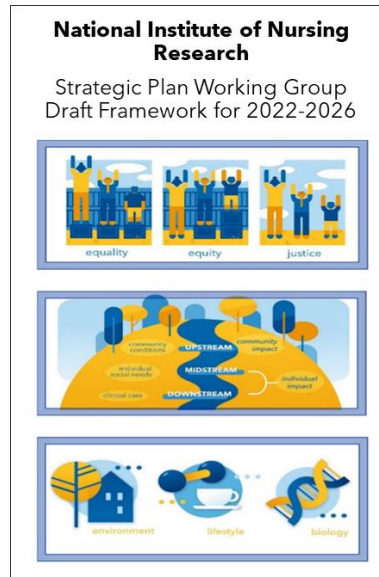 National Institute of Nursing
Research
Strategic Plan Working Group
Draft Framework for 2022-2026
equality equity justice
community conditions UPSTREAM community impact
individual social needs MIDSTREAM individual impact
clinical care DOWNSTREAM
environment lifestyle biology